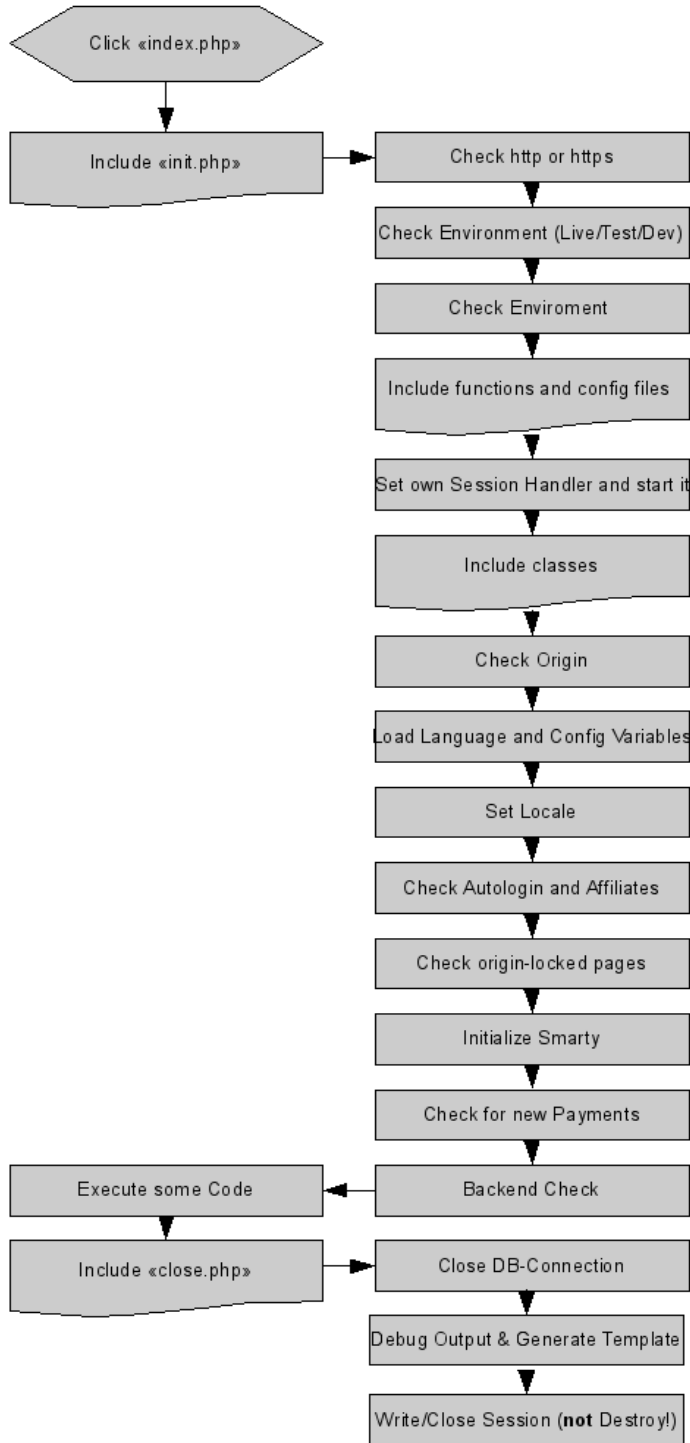 Click «index.php»
Include «init.php»
Check http or https
Check Environment (Live/Test/Dev)
Check Enviroment
Include functions and config files
Set own Session Handler and start it
Include classes
Check Origin
Load Language and Config Variables
Set Locale
Check Autologin and Affiliates
Check origin-locked pages
Initialize Smarty
Check for new Payments
Backend Check
Execute some Code
Include «close.php»
Close DB-Connection
Debug Output & Generate Template
Write/Close Session (not Destroy!)